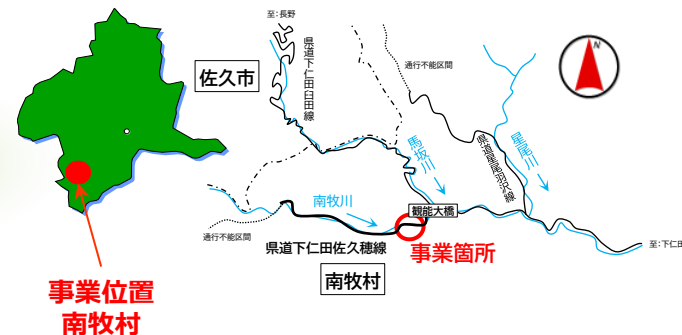 至：長野
県道下仁田臼田線
佐久市
通行不能区間
N
馬坂川
県道星尾羽沢線
星尾川
南牧川
観能大橋
通行不能区間
県道下仁田佐久穂線
事業箇所
至：下仁田
南牧村
事業位置
南牧村